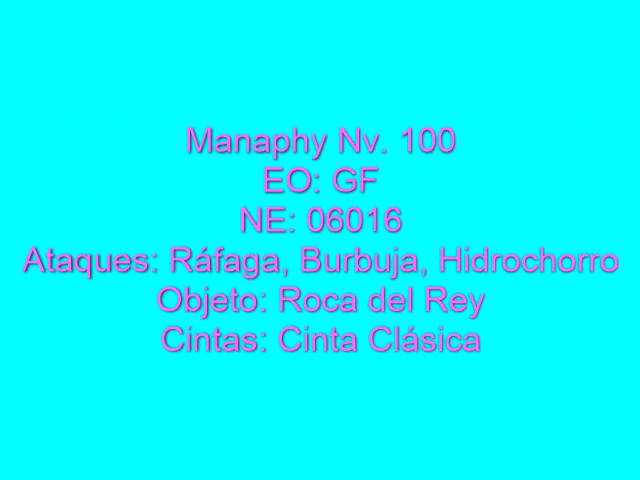 Manaphy Nv. 100
EO: GF
NE: 06016
Ataques: Ráfaga, Burbuja, Hidrochorro
Objeto: Roca del Rey
Cintas: Cinta Clásica